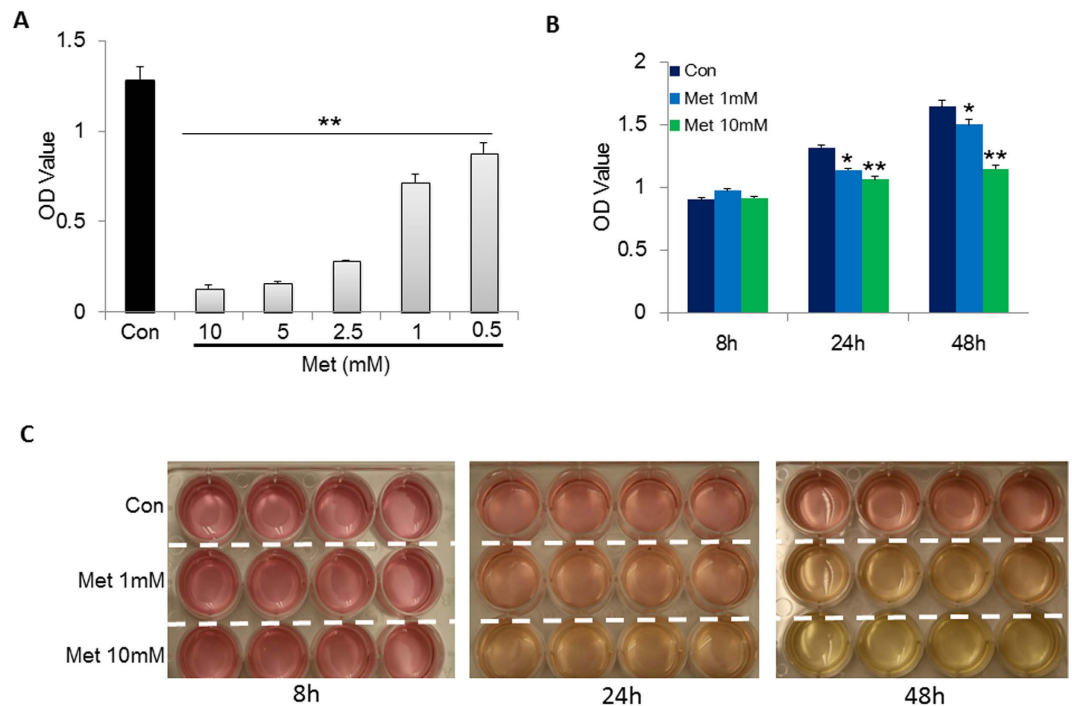 A
1.5
1
0.5
0
OD Value
**
Con 10 5 2.5 1 0.5
Met (mM)
B
2
1.5
1
0.5
0
OD Value
Con
Met 1mM
Met 10mM
* **
* **
8h 24h 48h
C
Con
Met 1mM
Met 10mM
8h 24h 48h